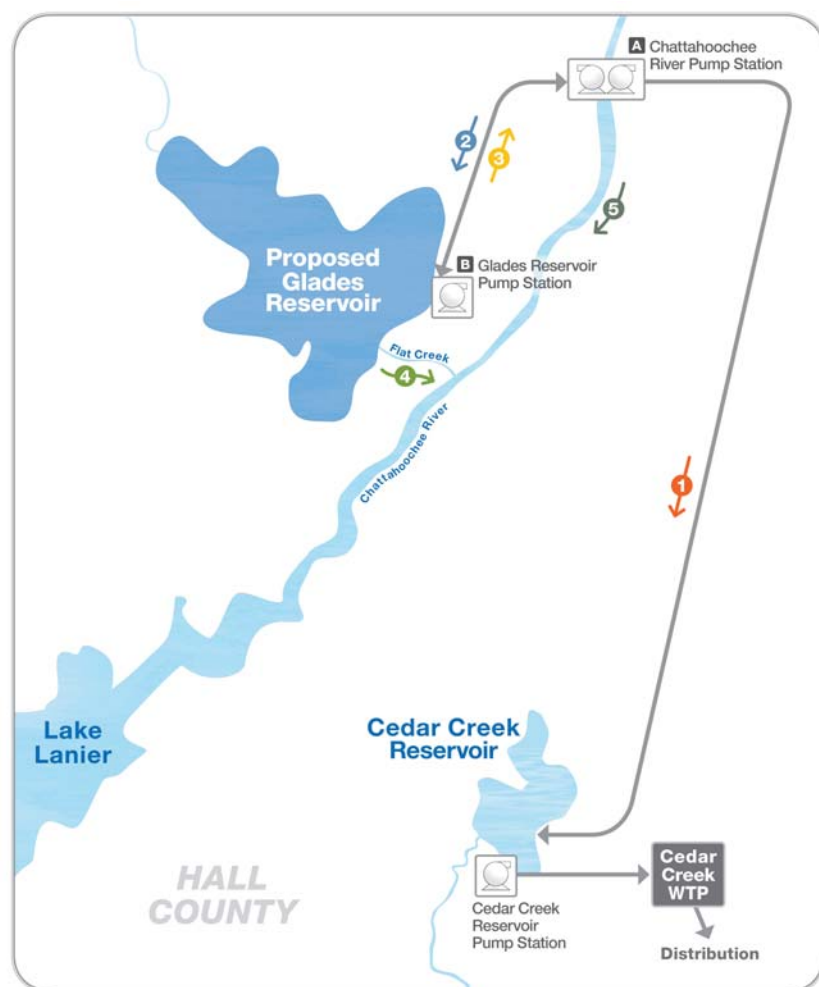 A Chattahoochee
River Pump Station
2
3
5
Proposed
Glades
Reservoir
B Glades Reservoir
Pump Station
Flat Creek
4
Chattahoochee River
1
Lake
Lanier
Cedar Creek
Reservoir
HALL
COUNTY
Cedar
Creek
WTP
Cedar Creek
Reservoir
Pump Station
Distribution